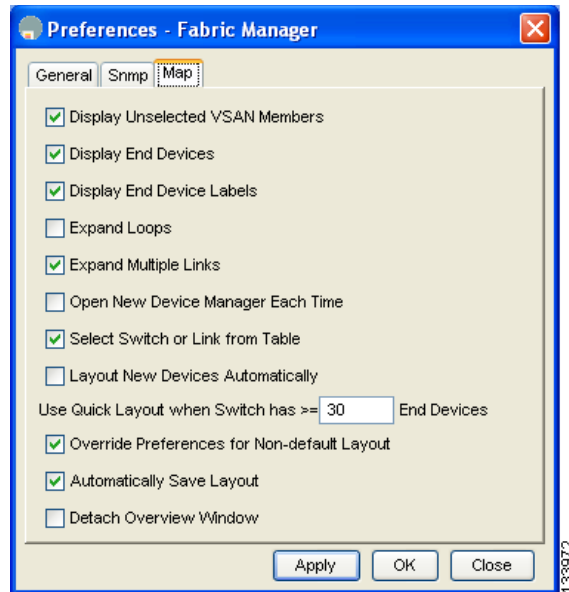 Preferences - Fabric Manager
General Snmp Map
Display Unselected VSAN Members
Display End Devices
Display End Device Labels
Expand Loops
Expand Multiple Links
Open New Device Manager Each Time
Select Switch or Link from Table
Layout New Devices Automatically
Use Quick Layout when Switch has >= 30 End Devices
Override Preferences for Non-default Layout
Automatically Save Layout
Detach Overview Window
Apply OK Close
133972